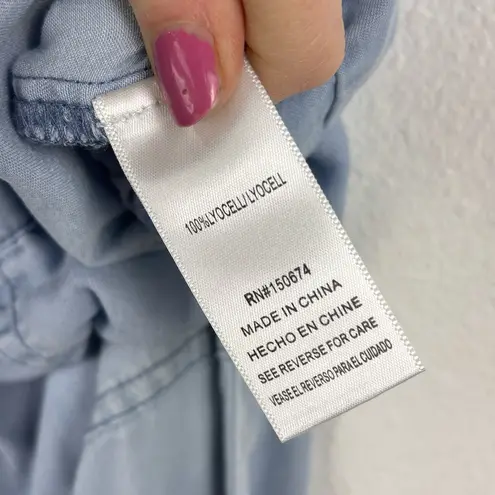 100%LYOCELL/LYOCELL
RN#150674
MADE IN CHINA
HECHO EN CHINE
SEE REVERSE FOR CARE
VEASE EL REVERSO PARA EL CUIDADO